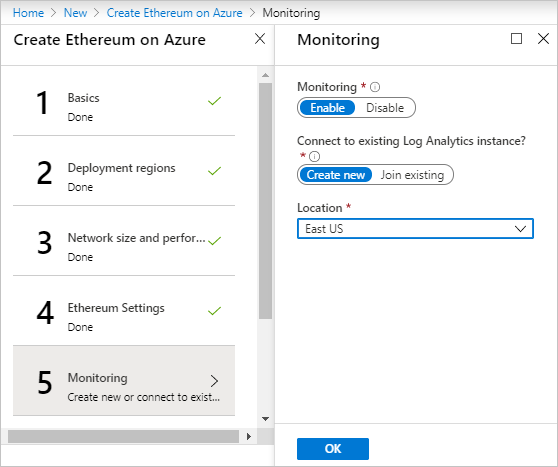 Home > New > Create Ethereum on Azure > Monitoring
Create Ethereum on Azure
1
Basics
Done
2
Deployment regions
Done
3
Network size and perfor...
Done
4
Ethereum Settings
Done
5
Monitoring
Create new or connect to exist...
Monitoring
Monitoring *
Enable Disable
Connect to existing Log Analytics instance?
*
Create new Join existing
Location *
East US
OK